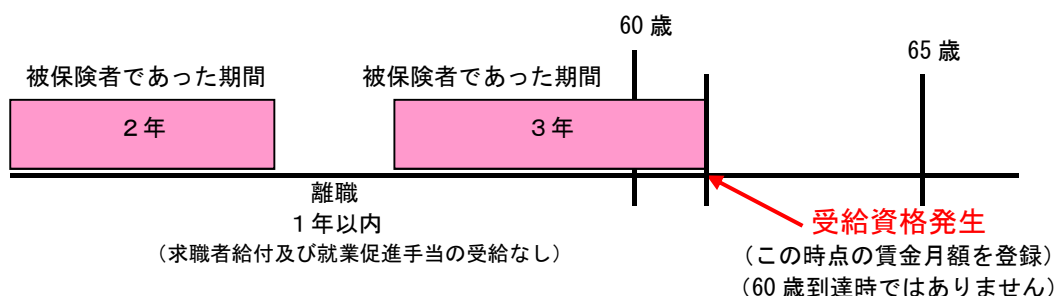 60 歳
65 歳
被保険者であった期間
被保険者であった期間
２年
３年
離職
１年以内
（求職者給付及び就業促進手当の受給なし）
受給資格発生
（この時点の賃金月額を登録）
（60 歳到達時ではありません）